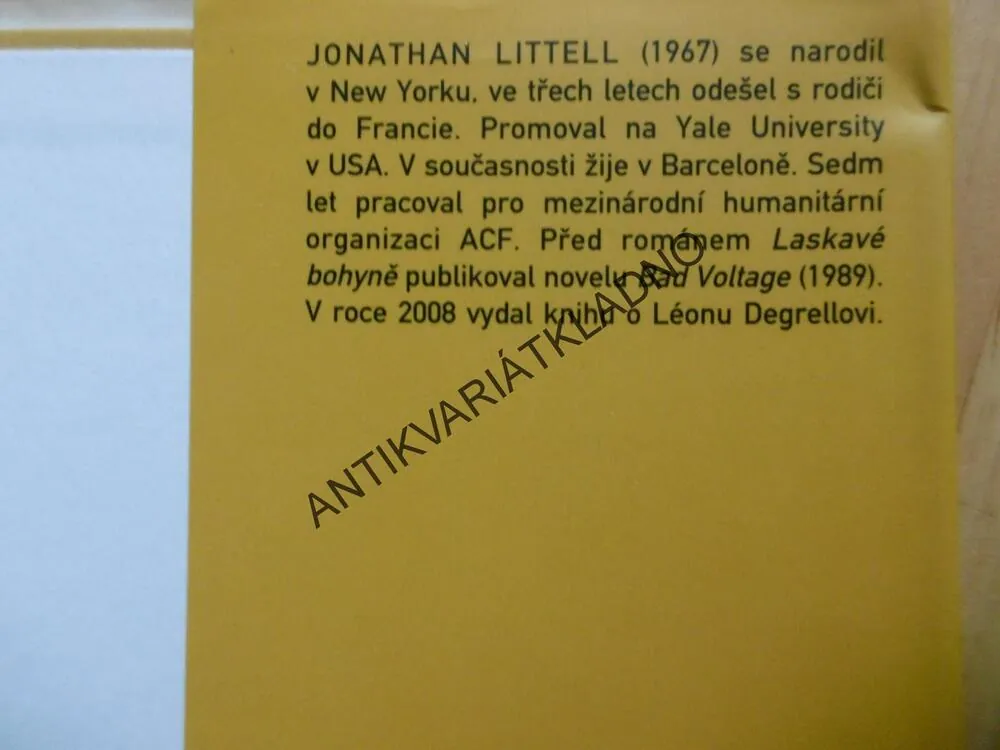 JONATHAN LITTELL (1967) se narodil
v New Yorku, ve třech letech odešel s rodiči
do Francie. Promoval na Yale University
v USA. V současnosti žije v Barceloně. Sedm
let pracoval pro mezinárodní humanitární
organizaci ACF. Před románem Laskavé
bohyně publikoval novelu Bad Voltage (1989).
V roce 2008 vydal knihu o Léonu Degrellovi.
ANTIKVARIÁTKLADNO